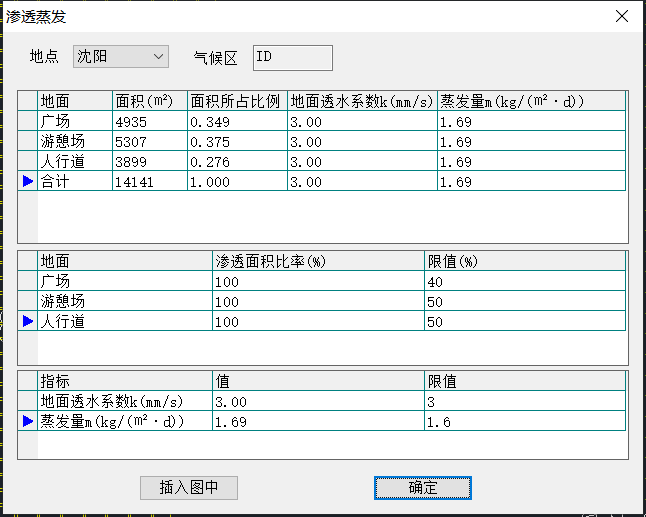 渗透蒸发
地点 沈阳 气候区 ID
地面 面积(㎡) 面积所占比例 地面透水系数k(mm/s) 蒸发量m(kg/(㎡·d))
广场 4935 0.349 3.00 1.69
游憩场 5307 0.375 3.00 1.69
人行道 3899 0.276 3.00 1.69
合计 14141 1.000 3.00 1.69
地面 渗透面积比率(%) 限值(%)
广场 100 40
游憩场 100 50
人行道 100 50
指标 值 限值
地面透水系数k(mm/s) 3.00 3
蒸发量m(kg/(㎡·d)) 1.69 1.6
插入图中 确定